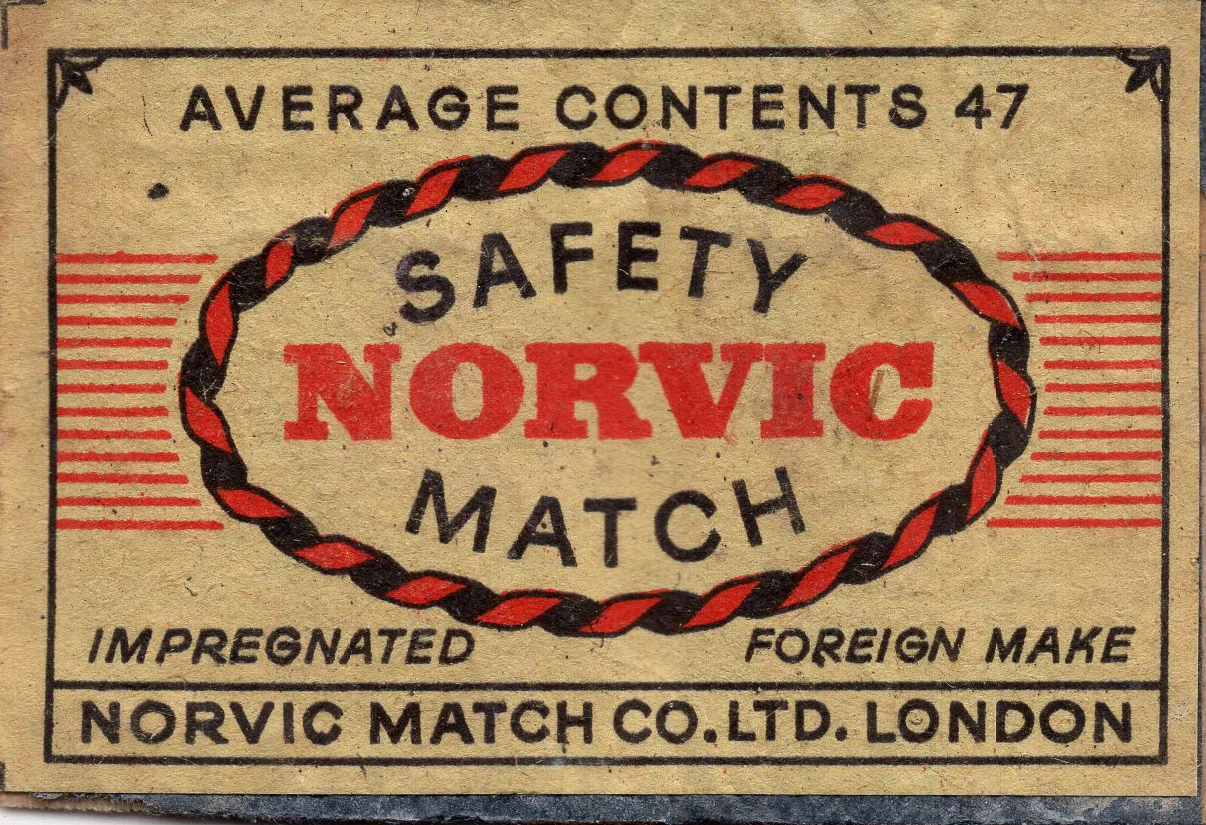 AVERAGE CONTENTS 47
SAFETY
NORVIC
MATCH
IMPREGNATED FOREIGN MAKE
NORVIC MATCH CO. LTD. LONDON